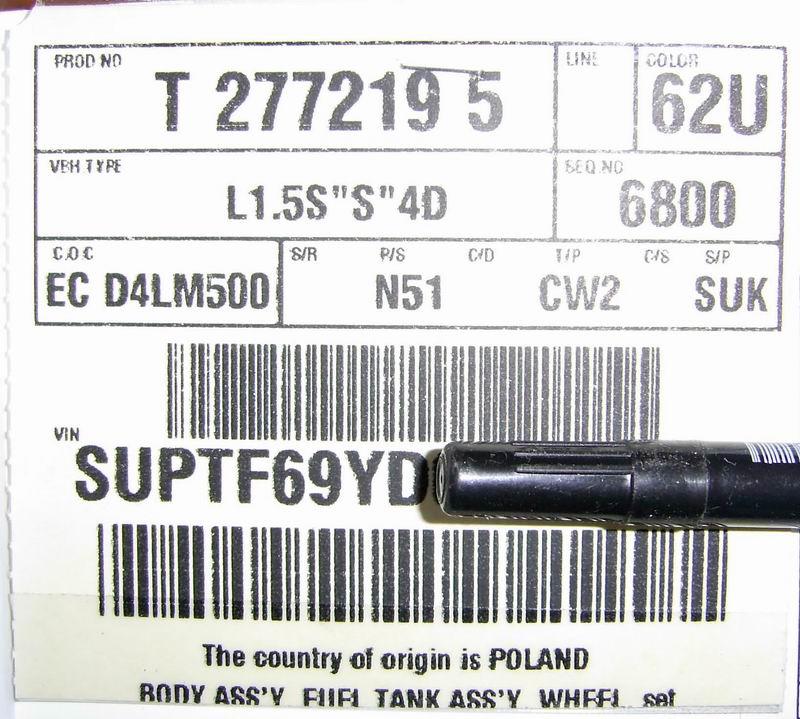 PROD NO LINE COLOR
T 277219 5 62U
VEH TYPE SEQ.NO
L1.5S"S"4D 6800
C.O.C S/R P/S C/D T/P C/S S/P
EC D4LM500 N51 CW2 SUK
VIN
SUPTF69YD
The country of origin is POLAND
BODY ASS'Y FUEL TANK ASS'Y WHEEL set